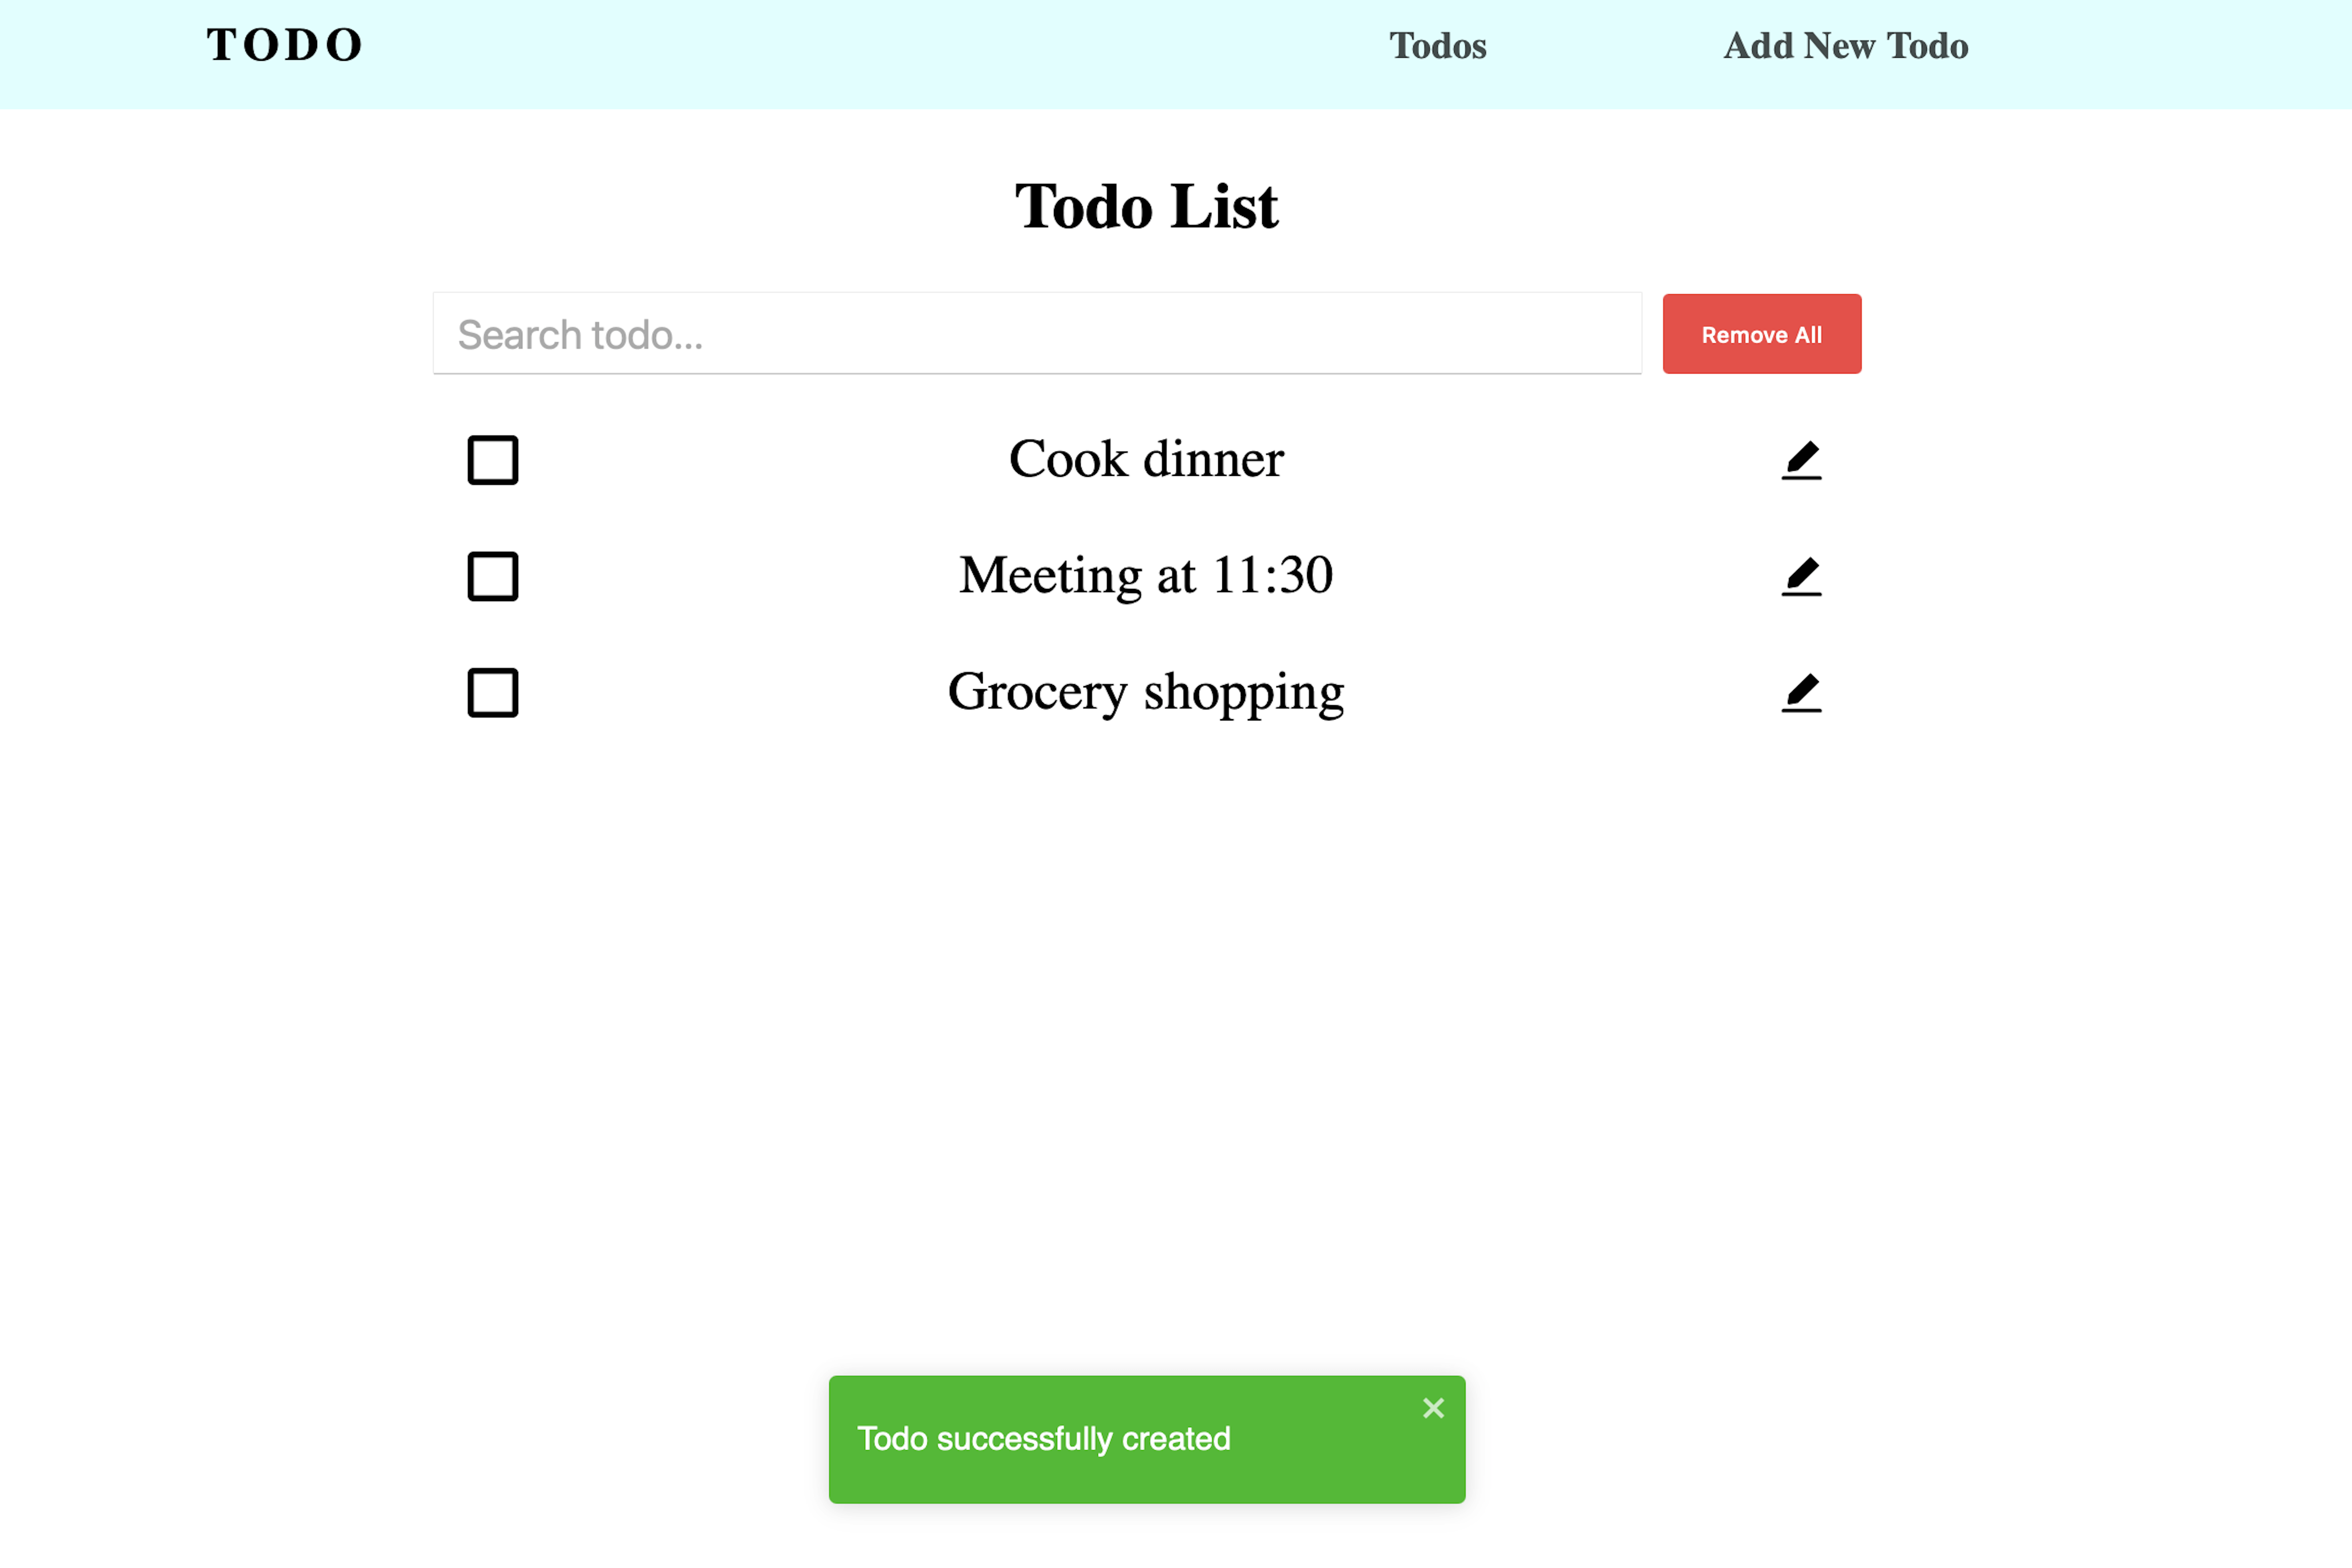 TODO
Todos
Add New Todo
Todo List
Search todo...
Remove All
Cook dinner
Meeting at 11:30
Grocery shopping
Todo successfully created